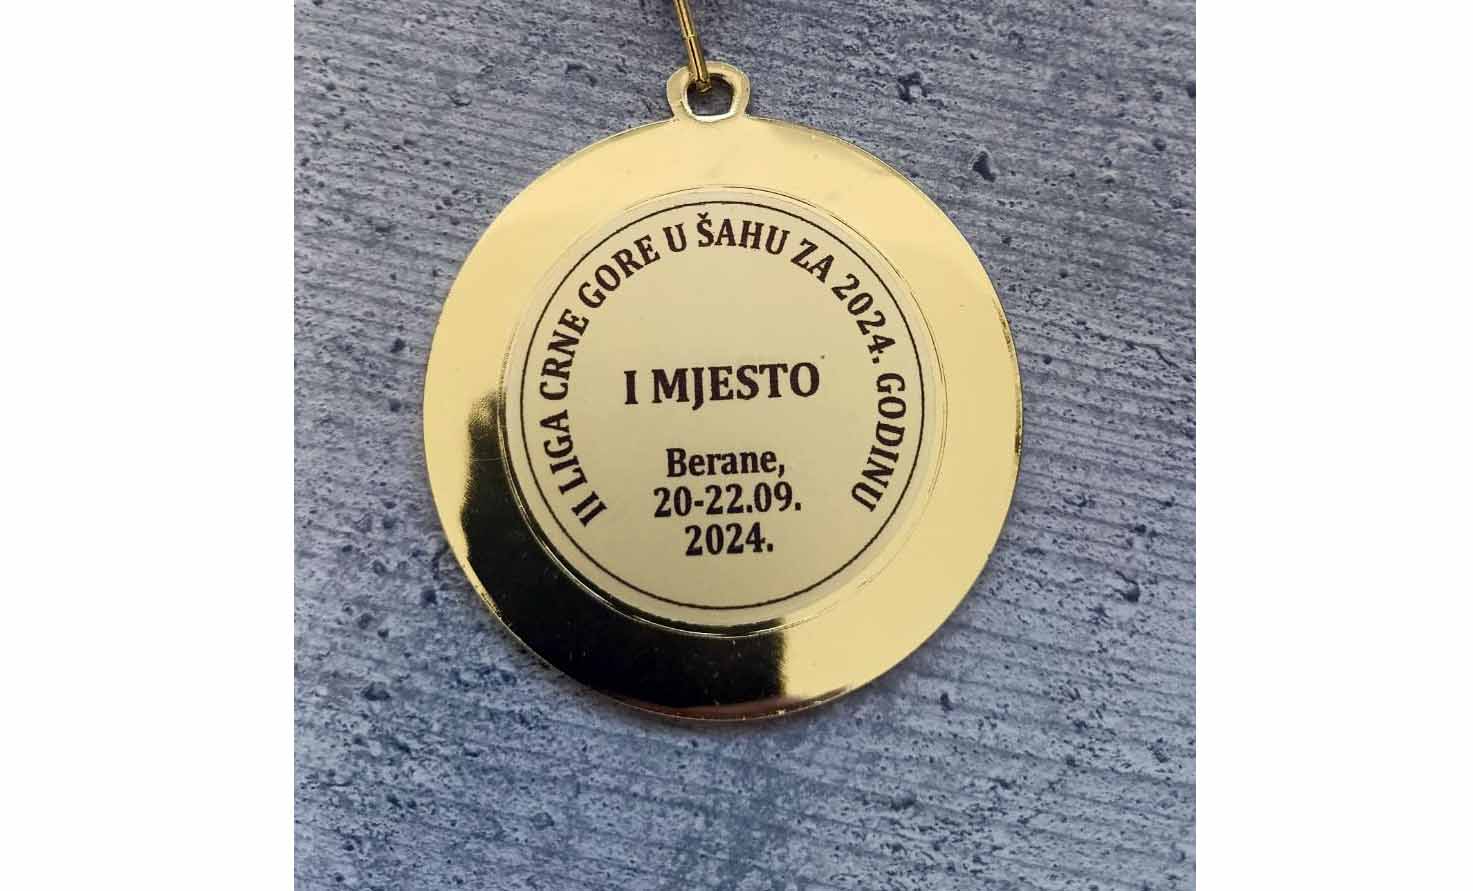 II LIGA CRNE GORE U ŠAHU ZA 2024. GODINU
I MJESTO
Berane,
20-22.09.
2024.